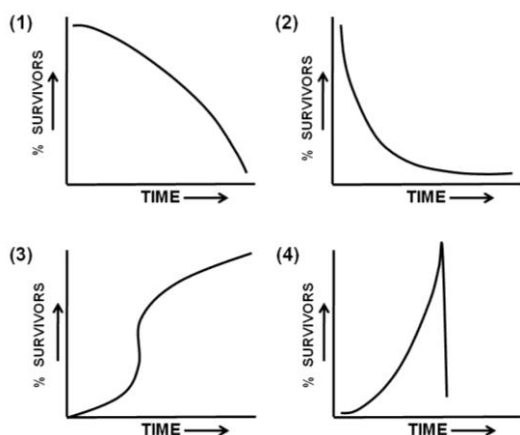 (1)
% SURVIVORS
TIME
(2)
% SURVIVORS
TIME
(3)
% SURVIVORS
TIME
(4)
% SURVIVORS
TIME